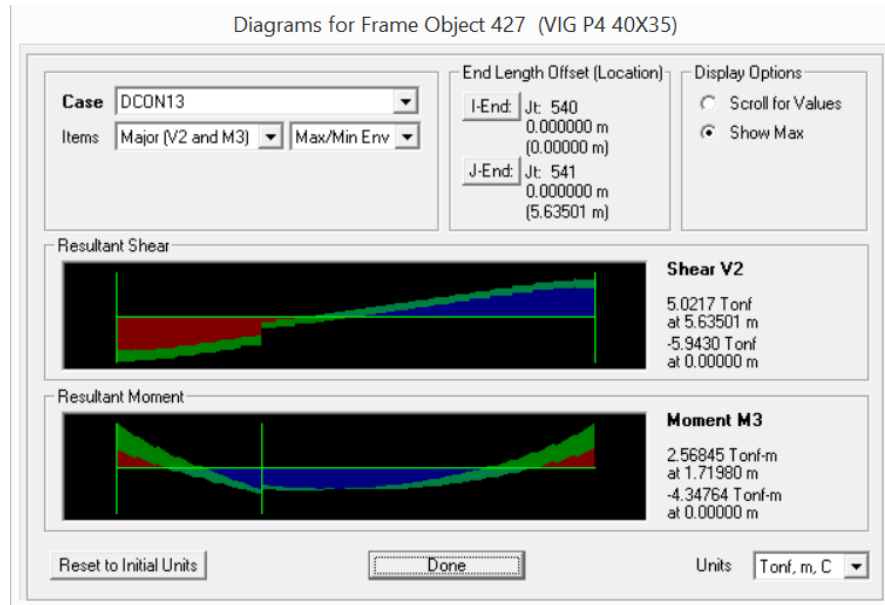 Diagrams for Frame Object 427 (VIG P4 40X35)
Case DCON13
Items Major (V2 and M3) Max/Min Env
End Length Offset (Location)
I-End: Jt: 540
0.000000 m
(0.00000 m)
J-End: Jt: 541
0.000000 m
(5.63501 m)
Display Options
Scroll for Values
Show Max
Resultant Shear
Shear V2
5.0217 Tonf
at 5.63501 m
-5.9430 Tonf
at 0.00000 m
Resultant Moment
Moment M3
2.56845 Tonf-m
at 1.71980 m
-4.34764 Tonf-m
at 0.00000 m
Reset to Initial Units
Done
Units Tonf, m, C